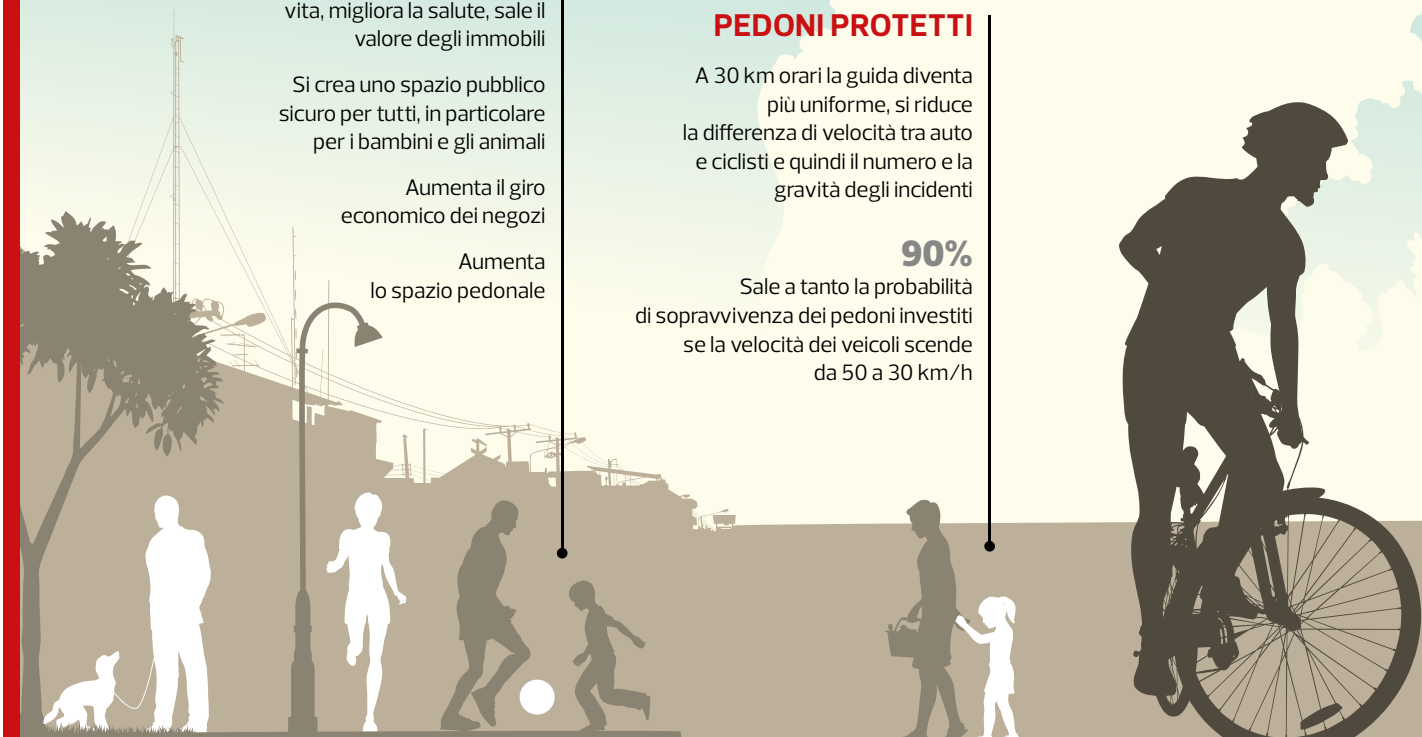 vita, migliora la salute, sale il
valore degli immobili
Si crea uno spazio pubblico
sicuro per tutti, in particolare
per i bambini e gli animali
Aumenta il giro
economico dei negozi
Aumenta
lo spazio pedonale
PEDONI PROTETTI
A 30 km orari la guida diventa
più uniforme, si riduce
la differenza di velocità tra auto
e ciclisti e quindi il numero e la
gravità degli incidenti
90%
Sale a tanto la probabilità
di sopravvivenza dei pedoni investiti
se la velocità dei veicoli scende
da 50 a 30 km/h